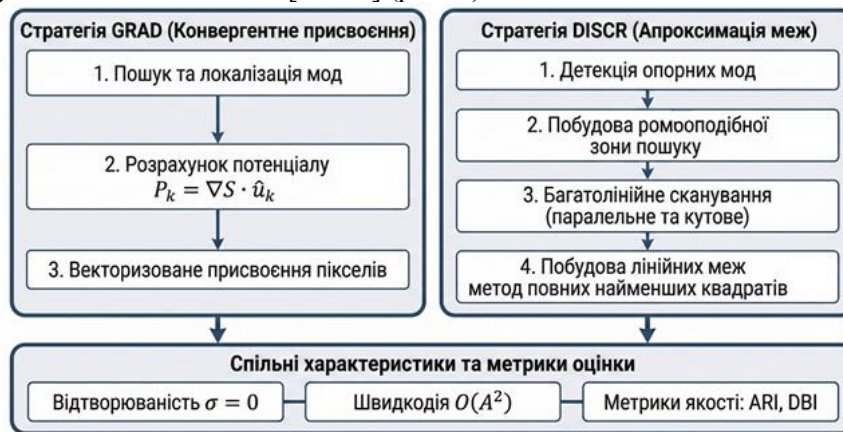 Стратегія GRAD (Конвергентне присвоєння)
1. Пошук та локалізація мод
2. Розрахунок потенціалу
P_k = ∇S · û_k
3. Векторизоване присвоєння пікселів
Стратегія DISCR (Апроксимація меж)
1. Детекція опорних мод
2. Побудова ромбоподібної
зони пошуку
3. Багатолінійне сканування
(паралельне та кутове)
4. Побудова лінійних меж
метод повних найменших квадратів
Спільні характеристики та метрики оцінки
Відтворюваність σ = 0
Швидкодія O(A²)
Метрики якості: ARI, DBI